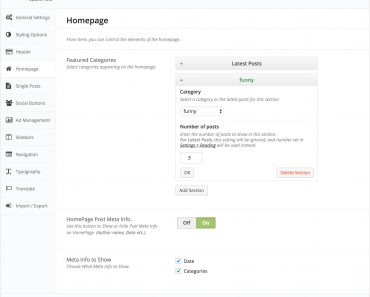 General Settings
Styling Options
Header
Homepage
Single Posts
Social Buttons
Ad Management
Sidebars
Navigation
Typography
Translate
Import / Export
Homepage
From here, you can control the elements of the homepage.
Featured Categories
Select categories appearing on the homepage.
+ Latest Posts
− funny
Category
Select a category or the latest posts for this section
funny
Number of posts
Enter the number of posts to show in this section.
For Latest Posts, this setting will be ignored, and number set in
Settings > Reading will be used instead.
3
OK
Delete Section
Add Section
HomePage Post Meta Info.
Use this button to Show or Hide Post Meta Info
on HomePage. (Author name, Date etc.).
Off On
Meta Info to Show
Choose What Meta Info to Show.
Date
Categories